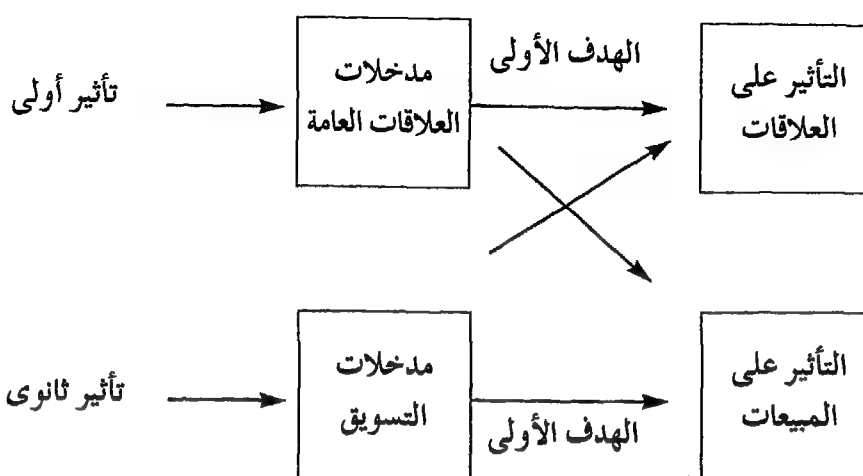 الهدف الأولى
التأثير على
العلاقات
مدخلات
العلاقات العامة
تأثير أولى
التأثير على
المبيعات
مدخلات
التسويق
تأثير ثانوى
الهدف الأولى